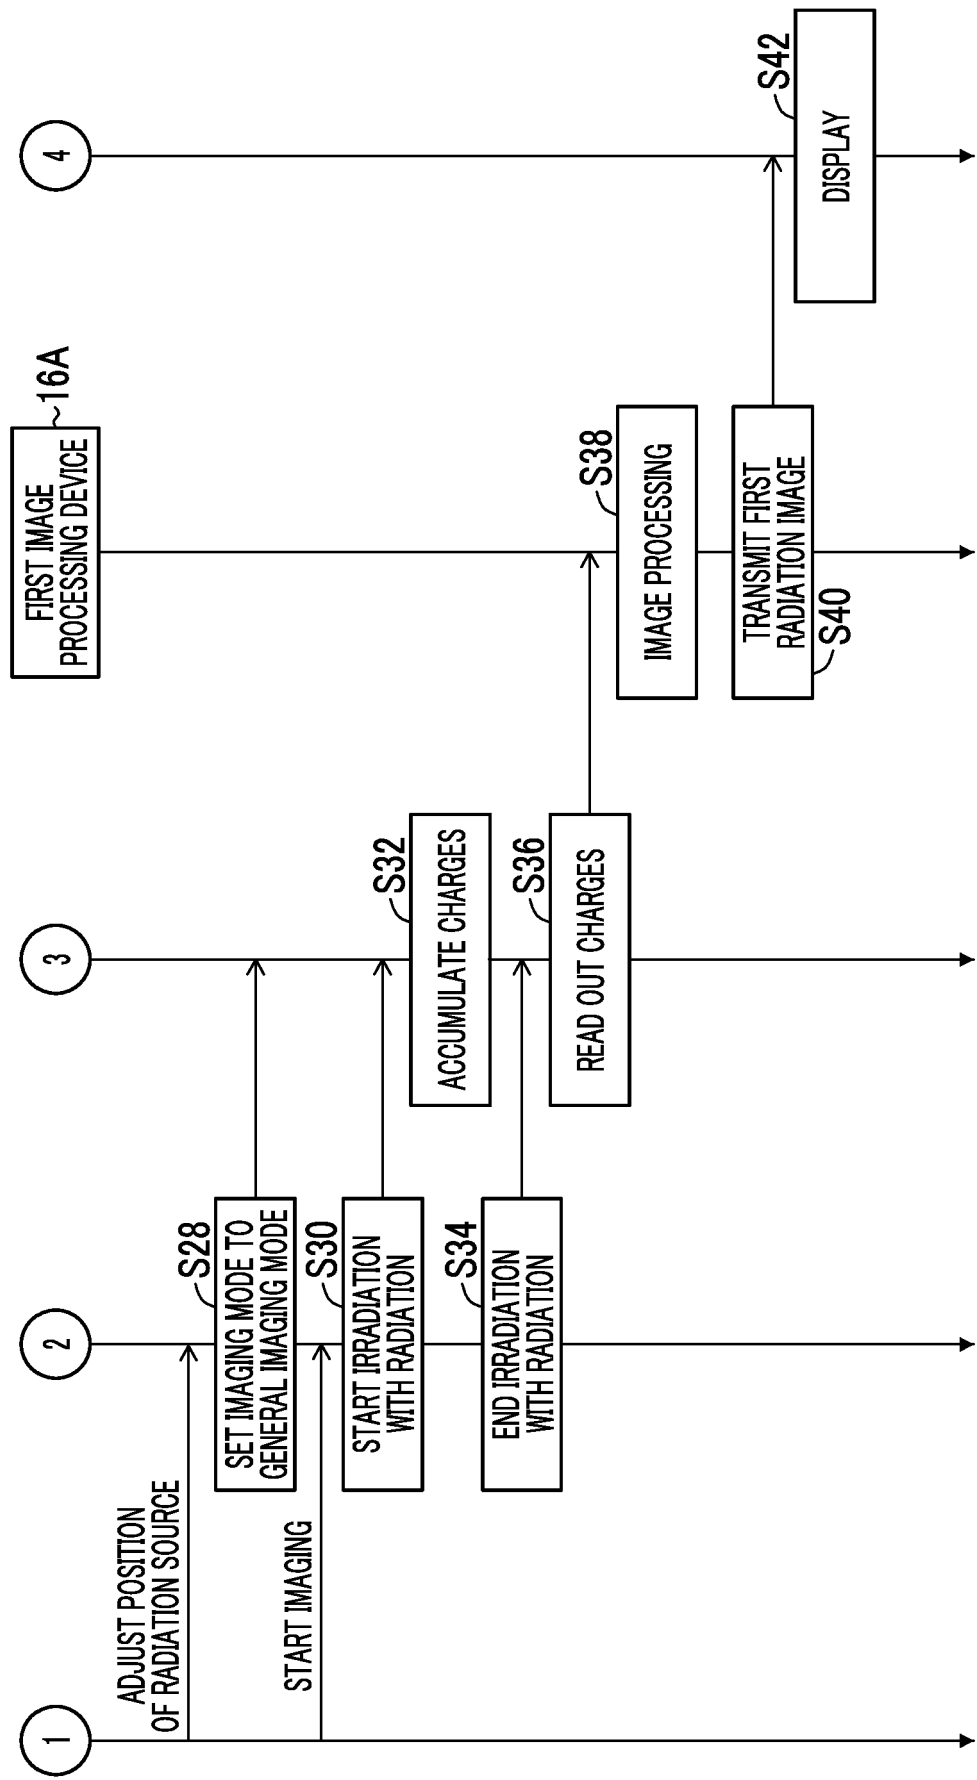 1
2
3
FIRST IMAGE
PROCESSING DEVICE
16A
4
ADJUST POSITION
OF RADIATION SOURCE
S28
SET IMAGING MODE TO
GENERAL IMAGING MODE
START IMAGING
S30
START IRRADIATION
WITH RADIATION
S32
ACCUMULATE CHARGES
S34
END IRRADIATION
WITH RADIATION
S36
READ OUT CHARGES
S38
IMAGE PROCESSING
TRANSMIT FIRST
RADIATION IMAGE
S40
S42
DISPLAY